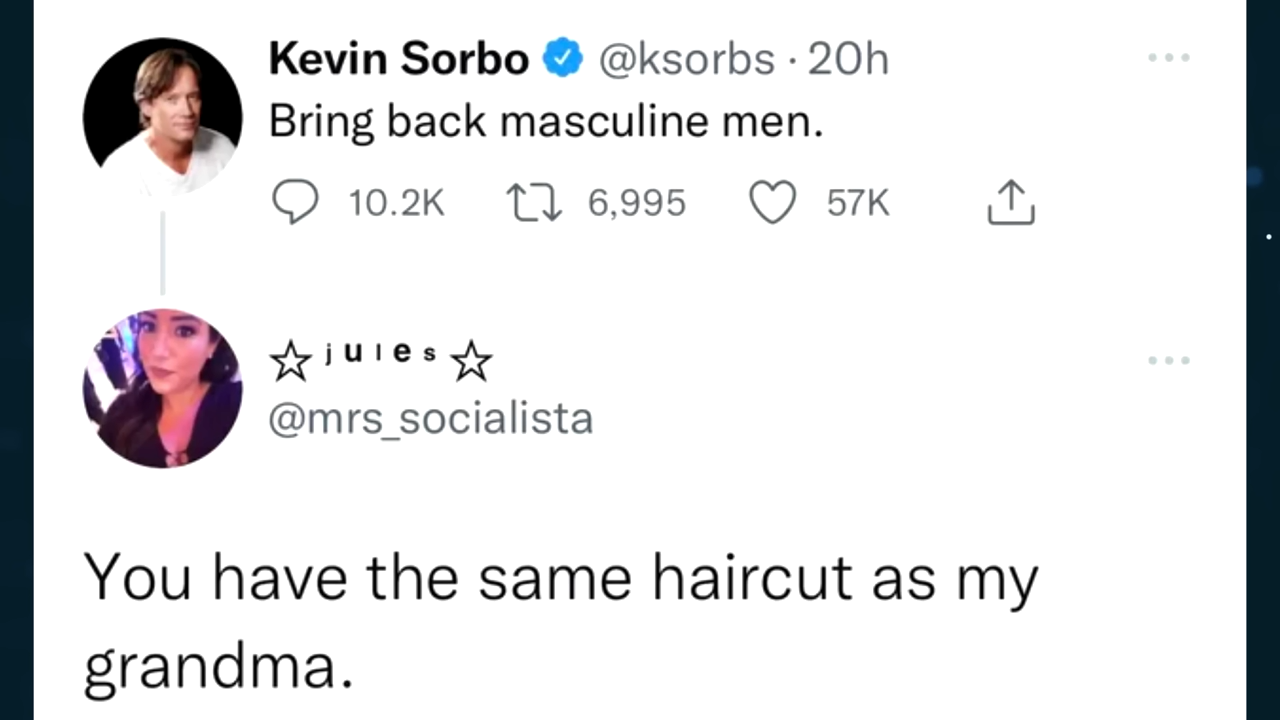 Kevin Sorbo @ksorbs · 20h
Bring back masculine men.
10.2K 6,995 57K
☆ ʲ ᵘ ˡ ᵉ ˢ ☆
@mrs_socialista
You have the same haircut as my
grandma.